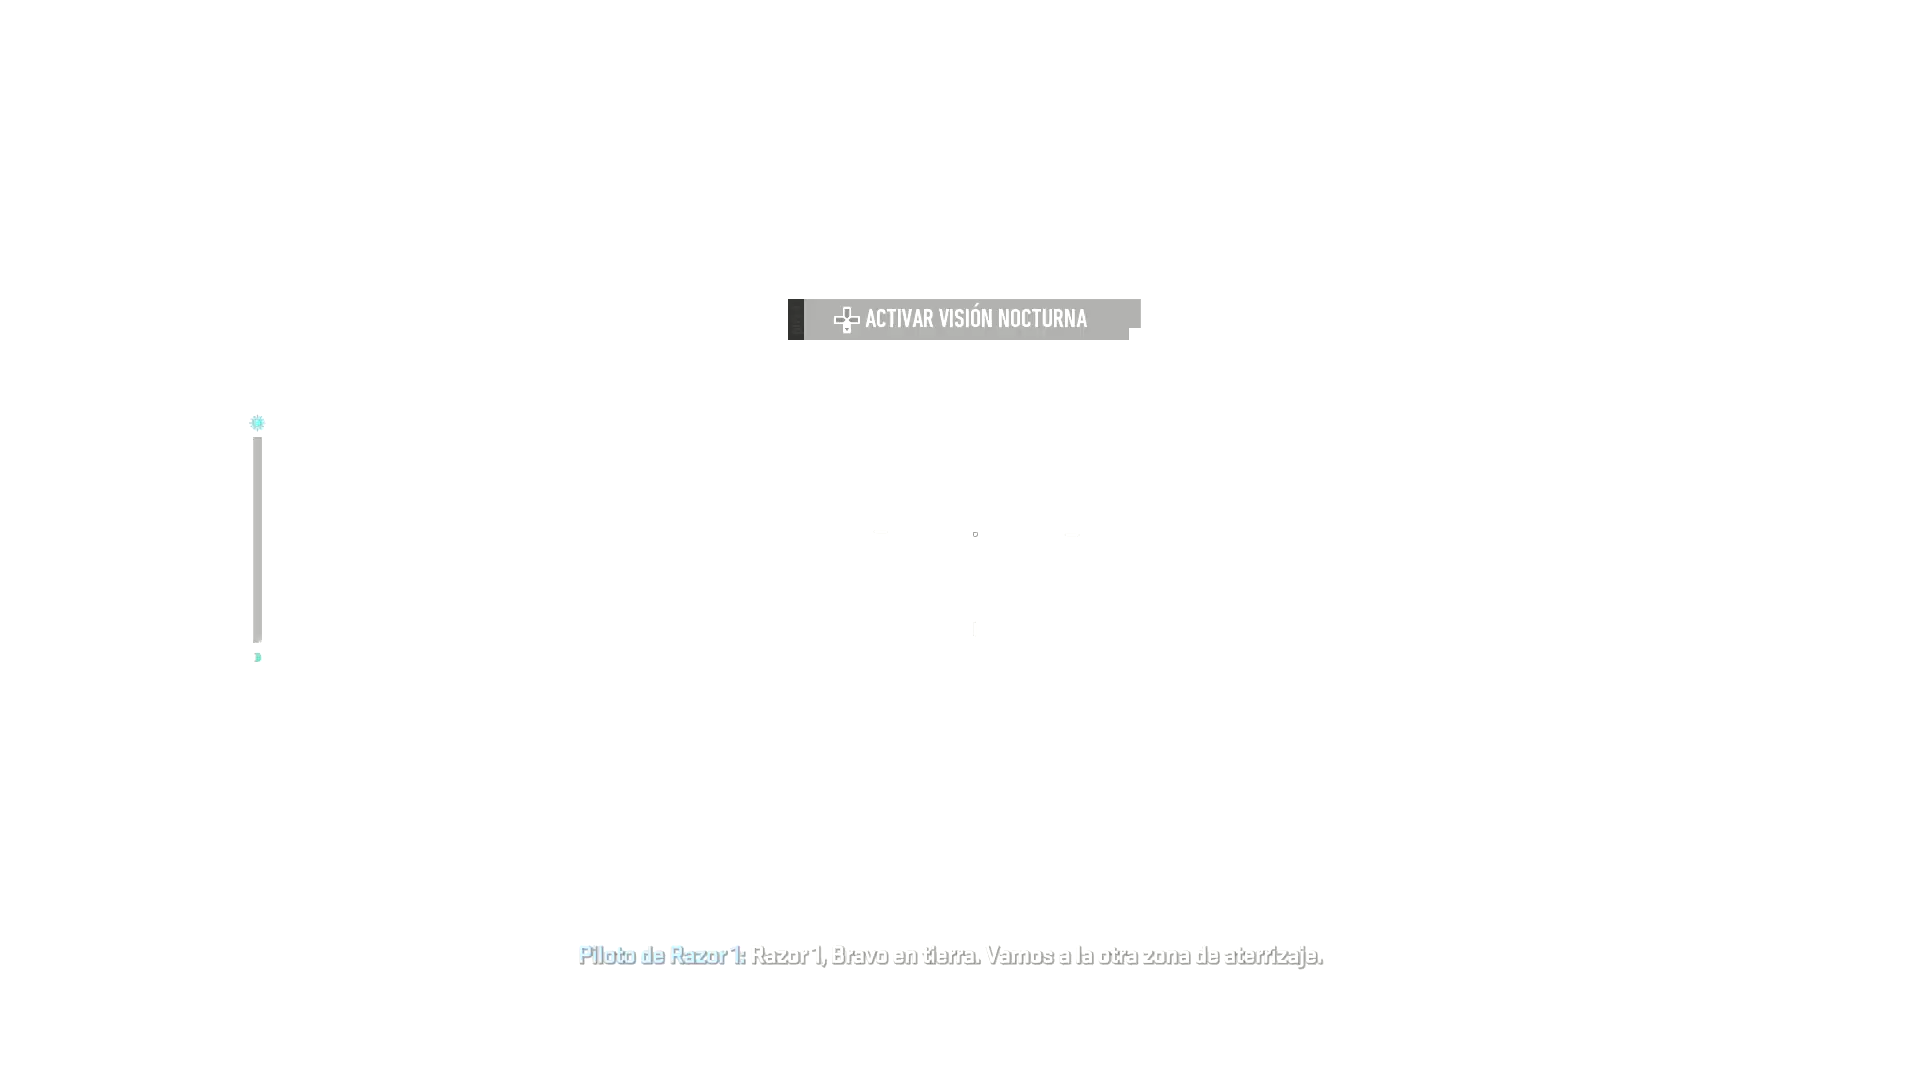 ACTIVAR VISIÓN NOCTURNA
Piloto de Razor 1: Razor 1, Bravo en tierra. Vamos a la otra zona de aterrizaje.